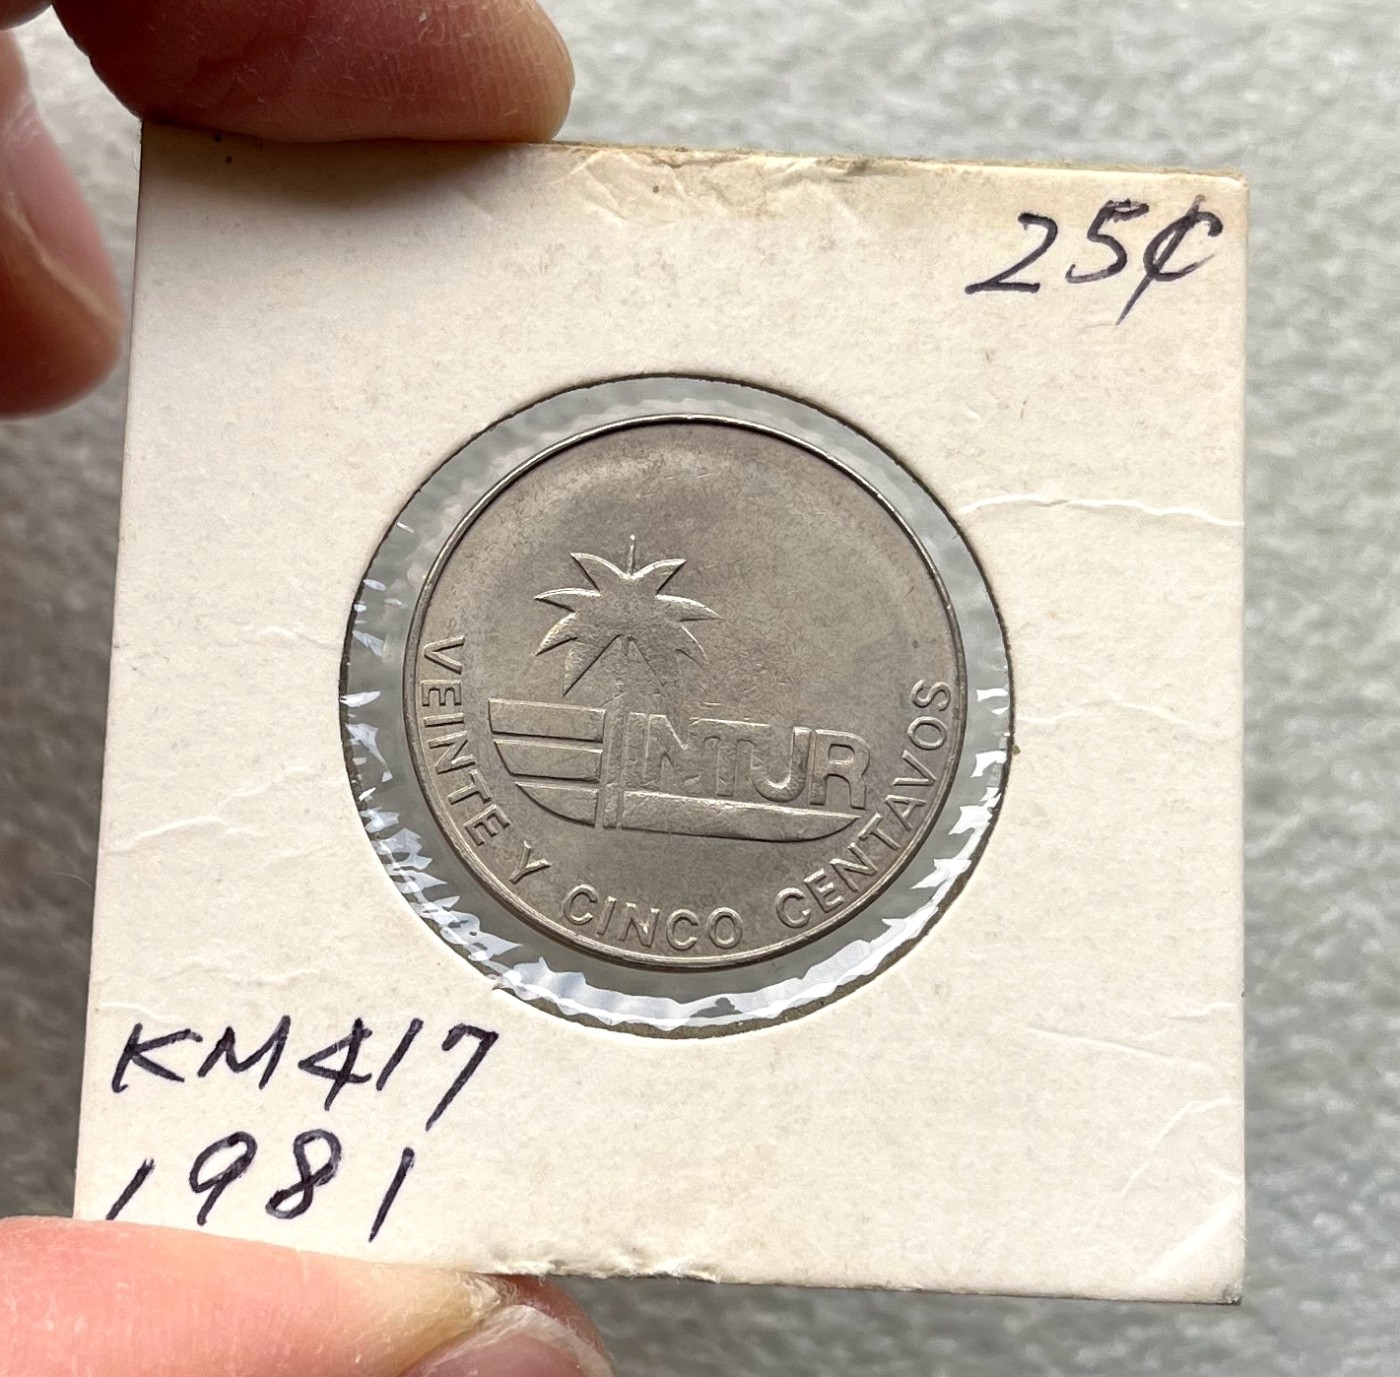 25¢
INTUR
VEINTE Y CINCO CENTAVOS
KM417
1981